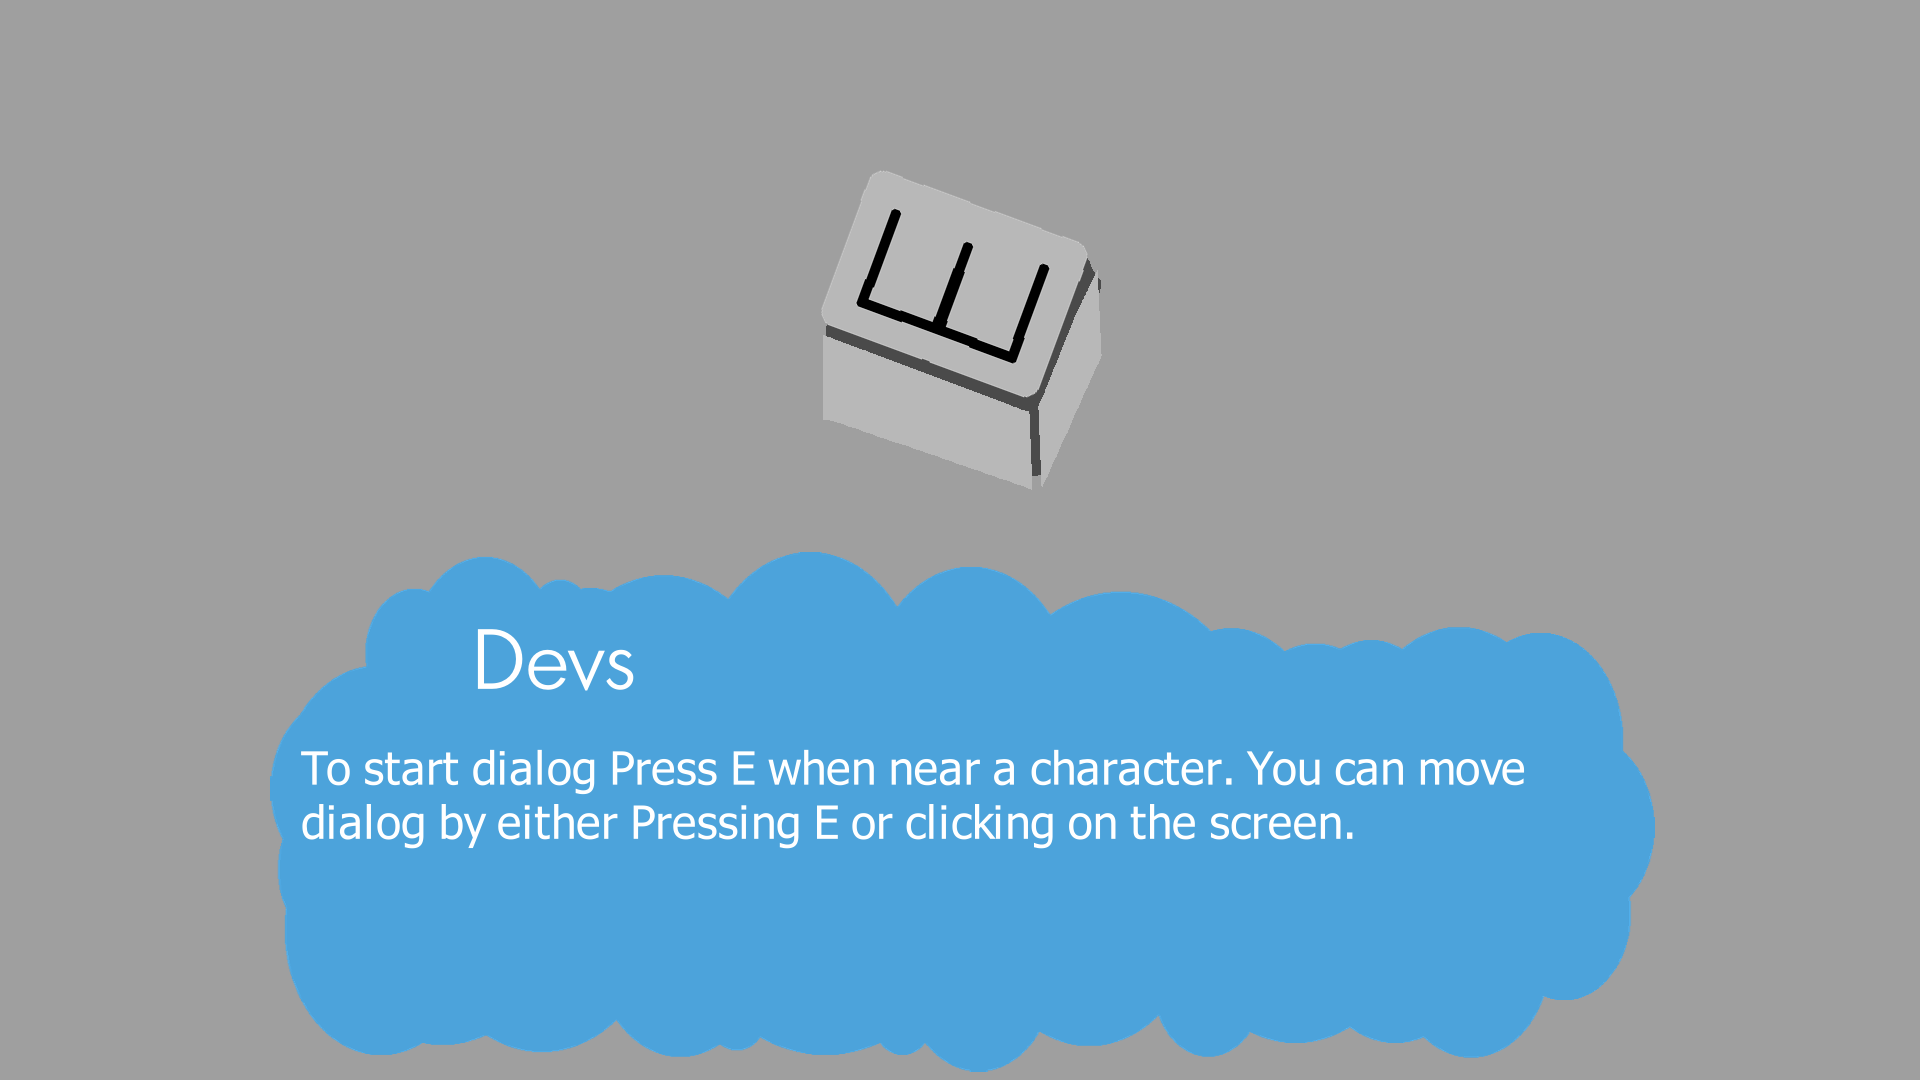 E
Devs
To start dialog Press E when near a character. You can move
dialog by either Pressing E or clicking on the screen.